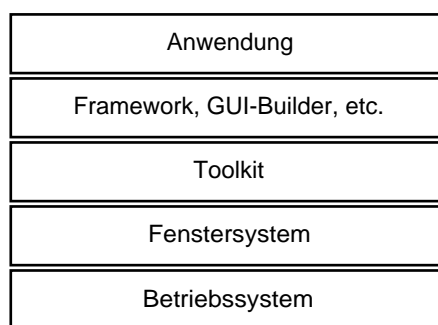 Anwendung
Framework, GUI-Builder, etc.
Toolkit
Fenstersystem
Betriebssystem